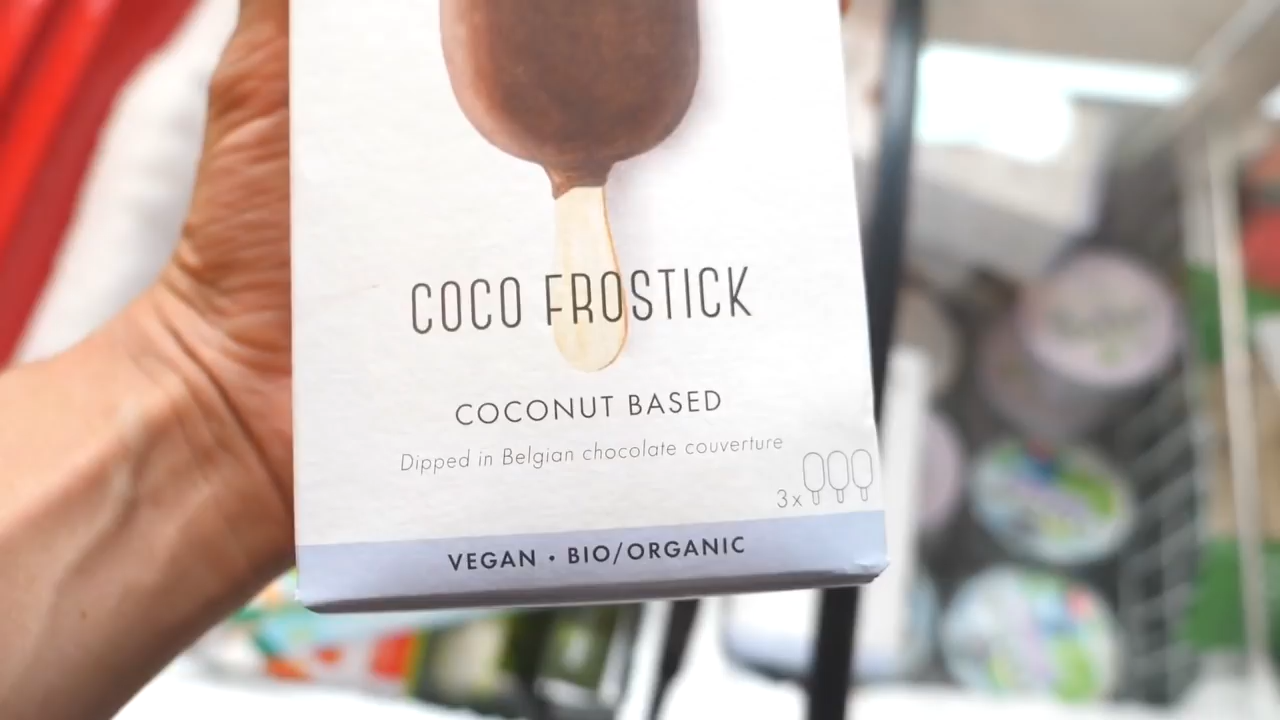 COCO FROSTICK
COCONUT BASED
Dipped in Belgian chocolate couverture
3x
VEGAN • BIO/ORGANIC